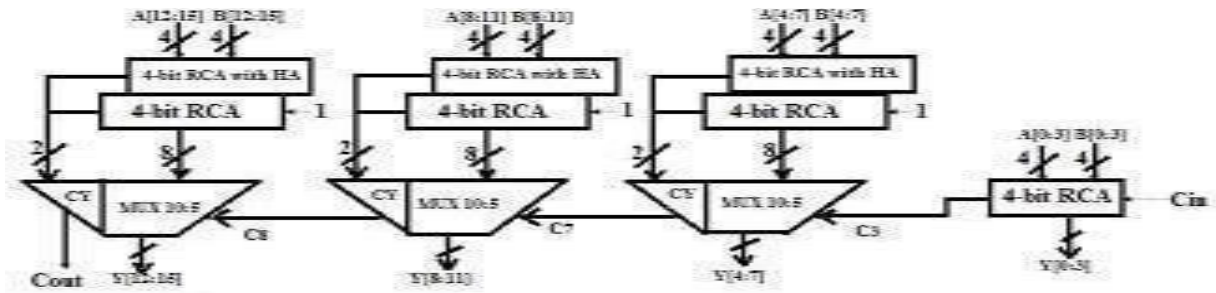 A[12:15] B[12:15] A[8:11] B[8:11] A[4:7] B[4:7]
4 4 4 4 4 4
4-bit RCA with HA 4-bit RCA with HA 4-bit RCA with HA
4-bit RCA 1 4-bit RCA 1 4-bit RCA 1
A[0:3] B[0:3]
2 8 2 8 2 8 4 4
CY MUX 10:5 CY MUX 10:5 CY MUX 10:5 4-bit RCA Cin
C8 C7 C3
Cout Y[12:15] Y[8:11] Y[4:7] Y[0:3]